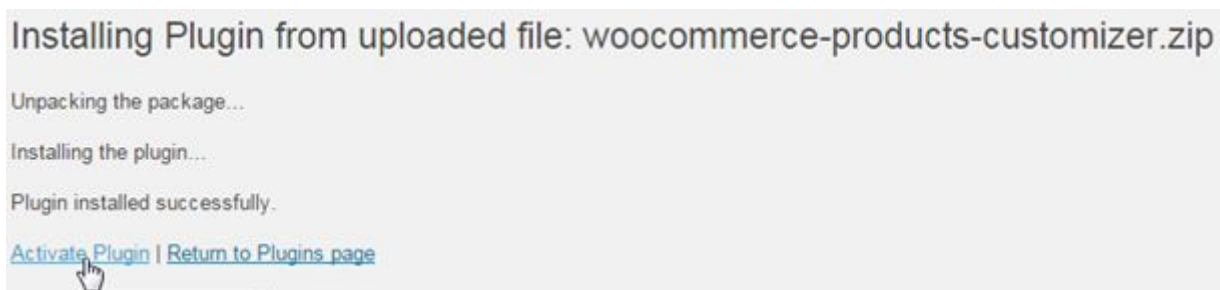 Installing Plugin from uploaded file: woocommerce-products-customizer.zip
Unpacking the package...
Installing the plugin...
Plugin installed successfully.
Activate Plugin | Return to Plugins page